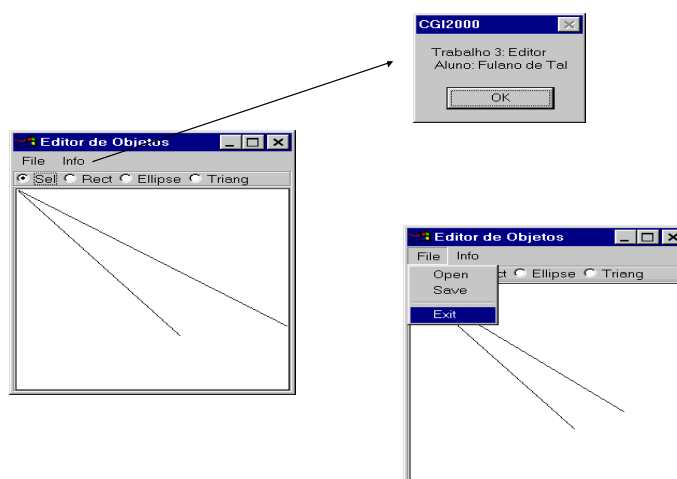 CGI2000
Trabalho 3: Editor
Aluno: Fulano de Tal
OK
Editor de Objetos
File Info
Sel Rect Ellipse Triang
Editor de Objetos
File Info
Open
Save
Exit
Ellipse Triang